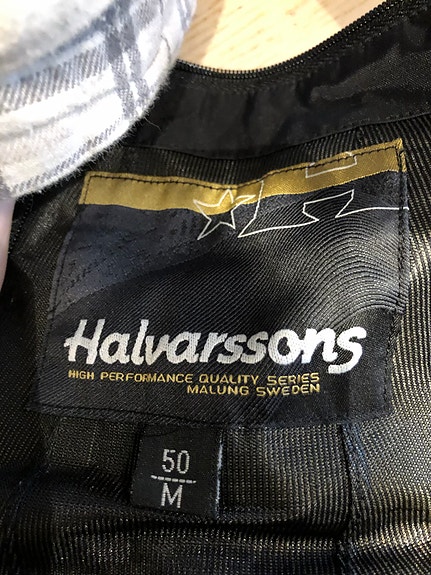 Halvarssons
HIGH PERFORMANCE QUALITY SERIES
MALUNG SWEDEN
50
M